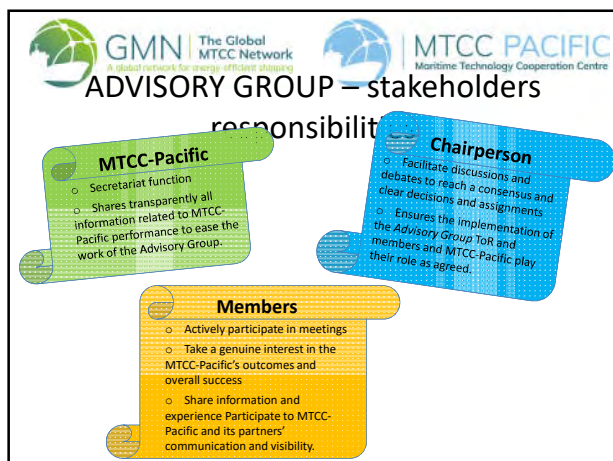 GMN | The Global
MTCC Network
A global network for energy-efficient shipping
MTCC PACIFIC
Maritime Technology Cooperation Centre
ADVISORY GROUP – stakeholders
MTCC-Pacific
o Secretariat function
o Shares transparently all
information related to MTCC-
Pacific performance to ease the
work of the Advisory Group.
Chairperson
o Facilitate discussions and
debates to reach a consensus and
clear decisions and assignments
o Ensures the implementation of
the Advisory Group ToR and
members and MTCC-Pacific play
their role as agreed.
Members
o Actively participate in meetings
o Take a genuine interest in the
MTCC-Pacific's outcomes and
overall success
o Share information and
experience Participate to MTCC-
Pacific and its partners'
communication and visibility.